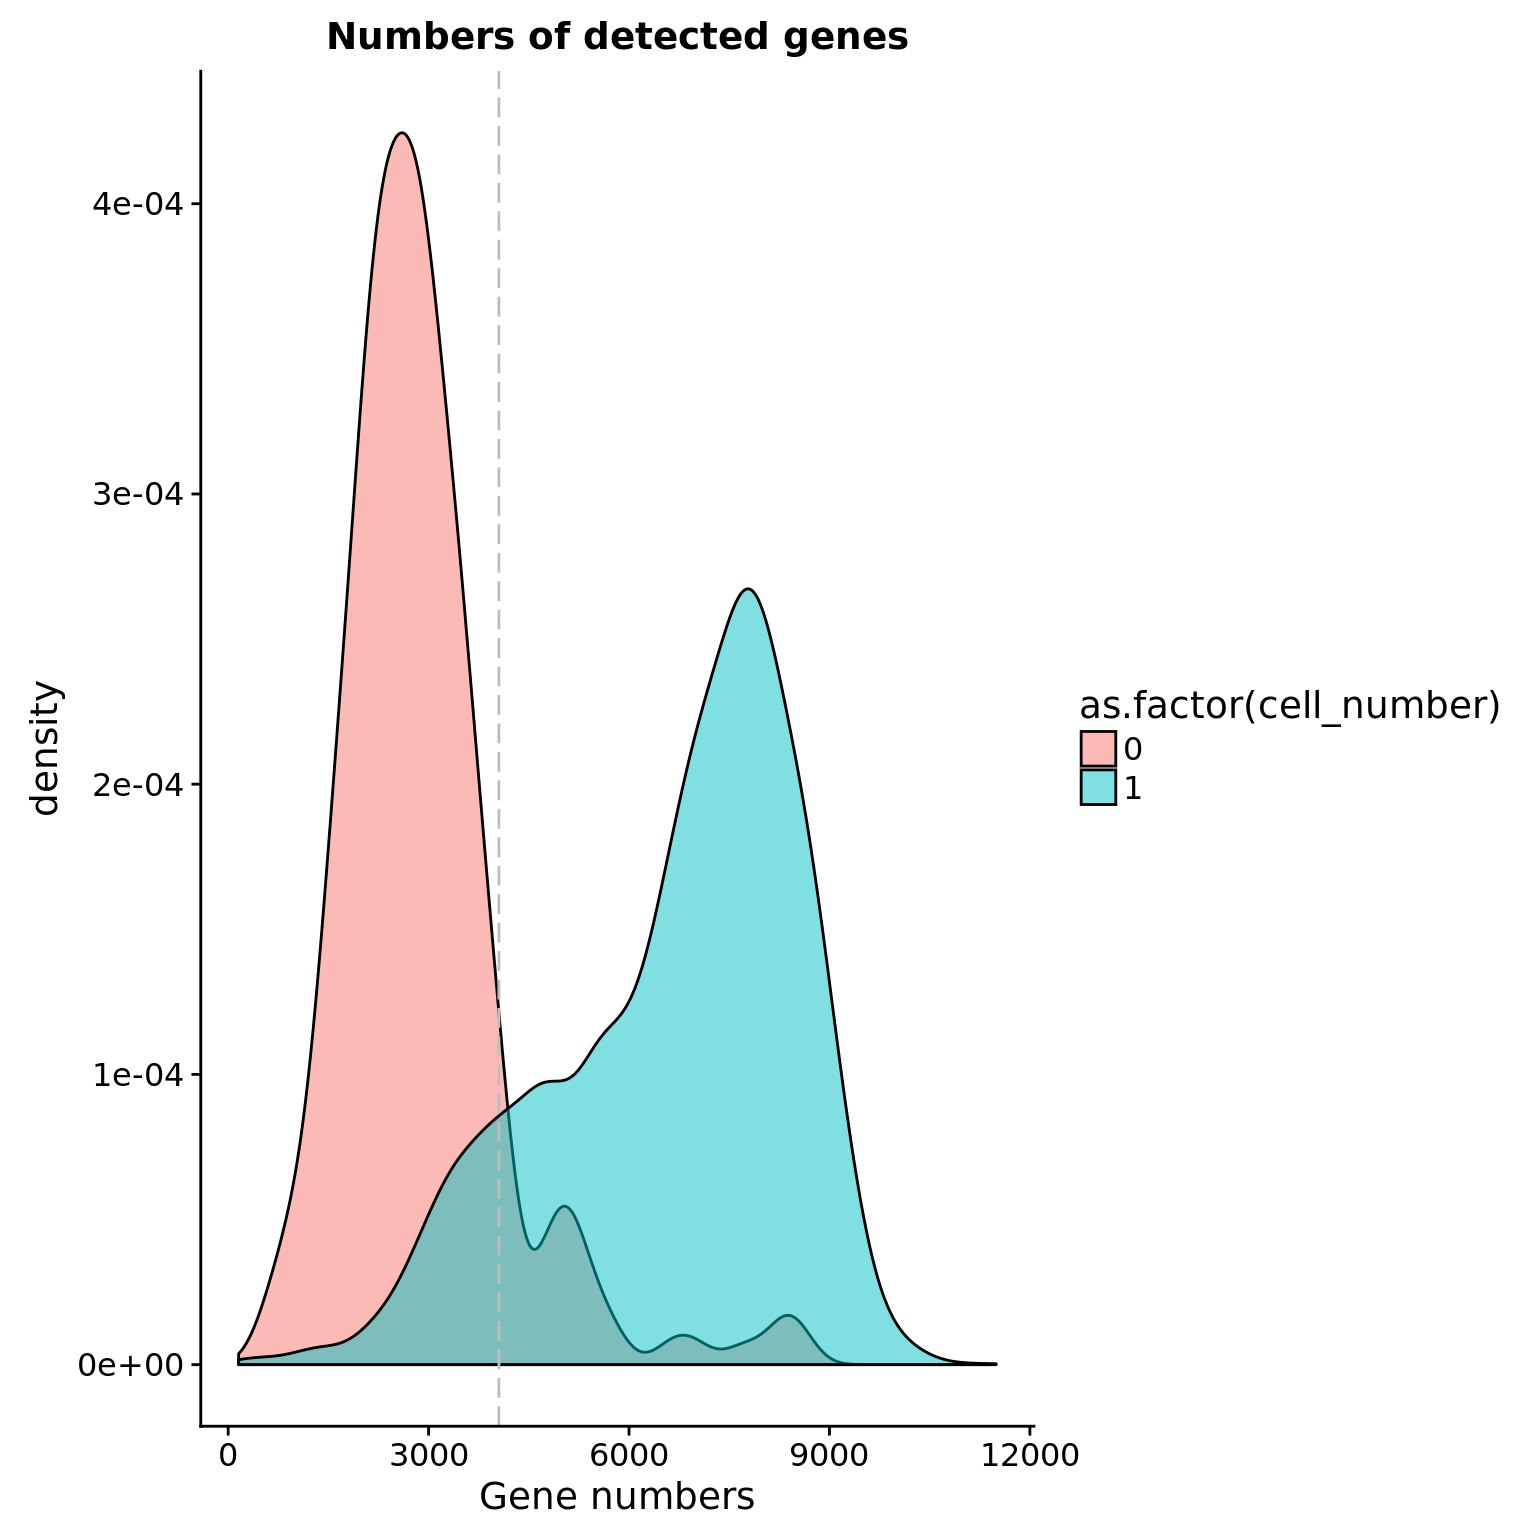 Numbers of detected genes
4e-04
3e-04
2e-04
1e-04
0e+00
density
0 3000 6000 9000 12000
Gene numbers
as.factor(cell_number)
0
1